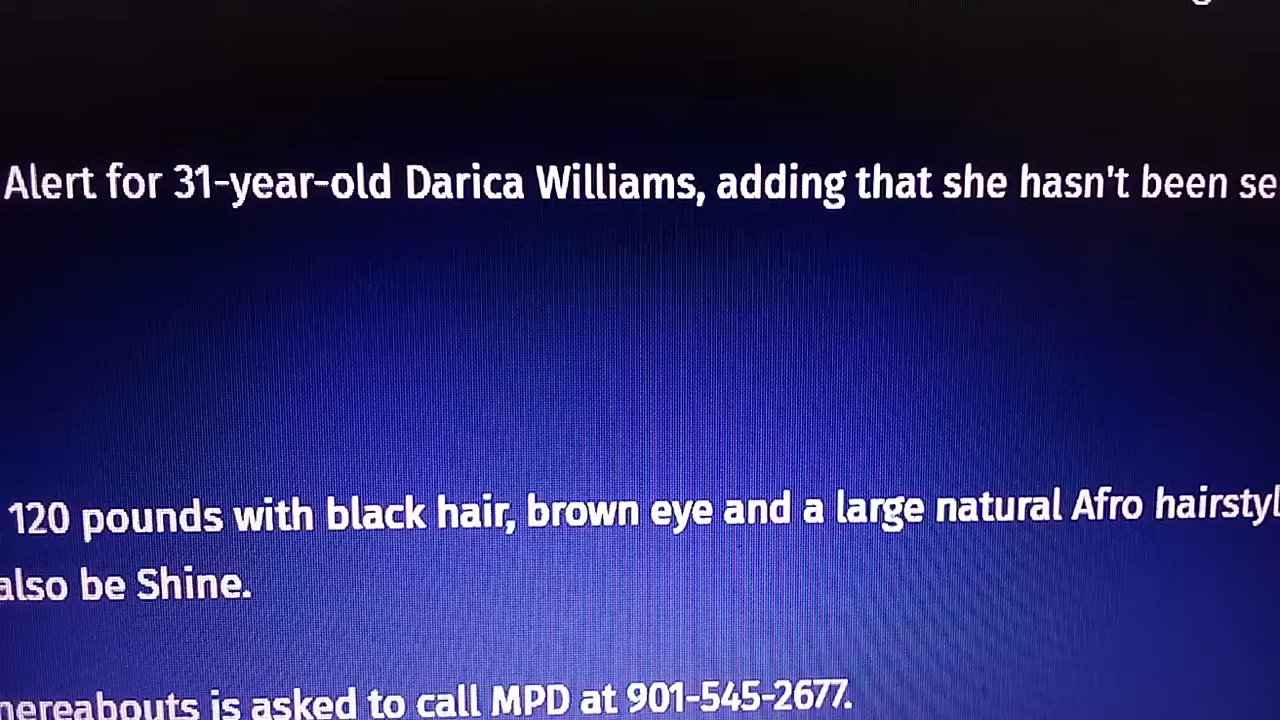 Alert for 31-year-old Darica Williams, adding that she hasn't been se
120 pounds with black hair, brown eye and a large natural Afro hairstyl
also be Shine.
hereabouts is asked to call MPD at 901-545-2677.